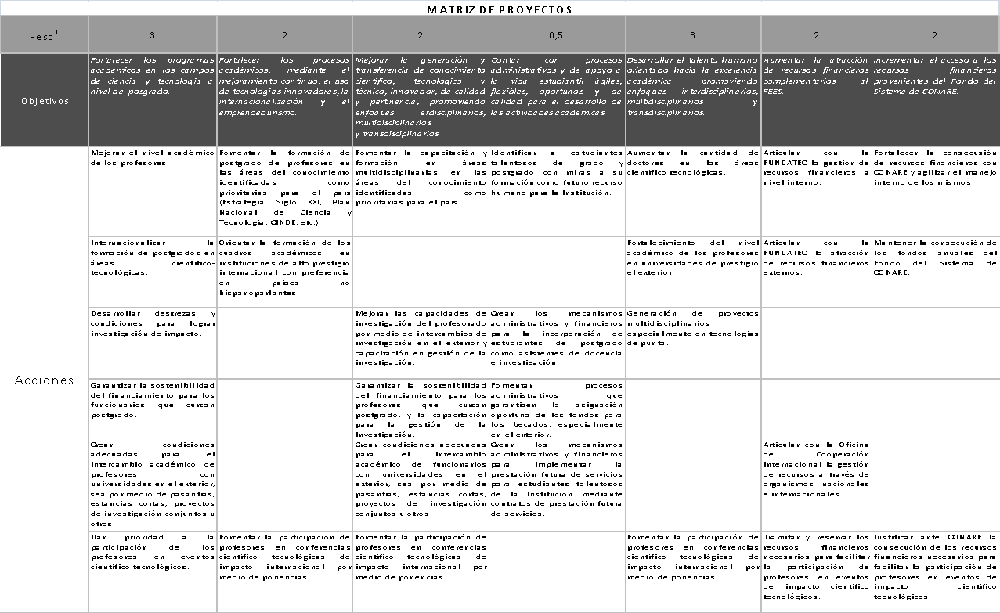 MATRIZ DE PROYECTOS
Peso1
3
2
2
0,5
3
2
2
Objetivos
Fortalecer los programas
académicos en los campos
de ciencia y tecnología a
nivel de posgrado.
Fortalecer los procesos
académicos, mediante el
mejoramiento continuo, el uso
de tecnologías innovadoras, la
internacionalización y el
emprendedurismo.
Mejorar la generación y
transferencia de conocimiento
científico, tecnológico y
técnico, innovador, de calidad
y pertinencia, promoviendo
enfoques erdisciplinarios,
multidisciplinarios
y transdisciplinarios.
Contar con procesos
administrativos y de apoyo a
la vida estudiantil ágiles,
flexibles, oportunos y de
calidad para el desarrollo de
las actividades académicas.
Desarrollar el talento humano
orientado hacia la excelencia
académica promoviendo
enfoques interdisciplinarios,
multidisciplinarios y
transdisciplinarios.
Aumentar la atracción
de recursos financieros
complementarios al
FEES.
Incrementar el acceso a los
recursos financieros
provenientes del Fondo del
Sistema de CONARE.
Acciones
Mejorar el nivel académico
de los profesores.
Fomentar la formación de
postgrado de profesores en
las áreas del conocimiento
identificadas como
prioritarias para el país
(Estrategia Siglo XXI, Plan
Nacional de Ciencia y
Tecnología, CINDE, etc.)
Fomentar la capacitación y
formación en áreas
multidisciplinarias en las
áreas del conocimiento
identificadas como
prioritarias para el país.
Identificar a estudiantes
talentosos de grado y
postgrado con miras a su
formación como futuro recurso
humano para la Institución.
Aumentar la cantidad de
doctores en las áreas
científico tecnológicas.
Articular con la
FUNDATEC la gestión de
recursos financieros a
nivel interno.
Fortalecer la consecusión
de recursos financieros con
CONARE y agilizar el manejo
interno de los mismos.
Internacionalizar la
formación de postgrados en
áreas científico-
tecnológicas.
Orientar la formación de los
cuadros académicos en
instituciones de alto prestigio
internacional con preferencia
en países no
hispanoparlantes.
Fortalecimiento del nivel
académico de los profesores
en universidades de prestigio
el exterior.
Articular con la
FUNDATEC la atracción
de recursos financieros
externos.
Mantener la consecusión de
los fondos anuales del
Fondo del Sistema de
CONARE.
Desarrollar destrezas y
condiciones para lograr
investigación de impacto.
Mejorar las capacidades de
investigación del profesorado
por medio de intercambios de
investigación en el exterior y
capacitación en gestión de la
investigación.
Crear los mecanismos
administrativos y financieros
para la incorporación de
estudiantes de postgrado
como asistentes de docencia
e investigación.
Generación de proyectos
multidisciplinarios
especialmente en tecnologías
de punta.
Garantizar la sostenibilidad
del financiamiento para los
funcionarios que cursan
postgrado.
Garantizar la sostenibilidad
del financiamiento para los
profesores que cursan
postgrado, y la capacitación
para la gestión de la
Investigación.
Fomentar procesos
administrativos que
garantizen la asignación
oportuna de los fondos para
los becados, especialmente
en el exterior.
Crear condiciones
adecuadas para el
intercambio académico de
profesores con
universidades en el exterior,
sea por medio de pasantías,
estancias cortas, proyectos
de investigación conjuntos u
otros.
Crear condiciones adecuadas
para el intercambio
académico de funcionarios
con universidades en el
exterior, sea por medio de
pasantías, estancias cortas,
proyectos de investigación
conjuntos u otros.
Crear los mecanismos
administrativos y financieros
para implementar la
prestación futura de servicios
para estudiantes talentosos
de la Institución mediante
contratos de prestación futura
de servicios.
Articular con la Oficina
de Cooperación
Internacional la gestión
de recursos a través de
organismos nacionales
e internacionales.
Dar prioridad a la
participación de los
profesores en eventos
científico tecnológicos.
Fomentar la participación de
profesores en conferencias
científico tecnológicas de
impacto internacional por
medio de ponencias.
Fomentar la participación de
profesores en conferencias
científico tecnológicas de
impacto internacional por
medio de ponencias.
Fomentar la participación de
profesores en conferencias
científico tecnológicas de
impacto internacional por
medio de ponencias.
Tramitar y reservar los
recursos financieros
necesarios para facilitar
la participación de
profesores en eventos
de impacto científico
tecnológicos.
Justificar ante CONARE la
consecusión de los recursos
financieros necesarios para
facilitar la participación de
profesores en eventos de
impacto científico
tecnológicos.